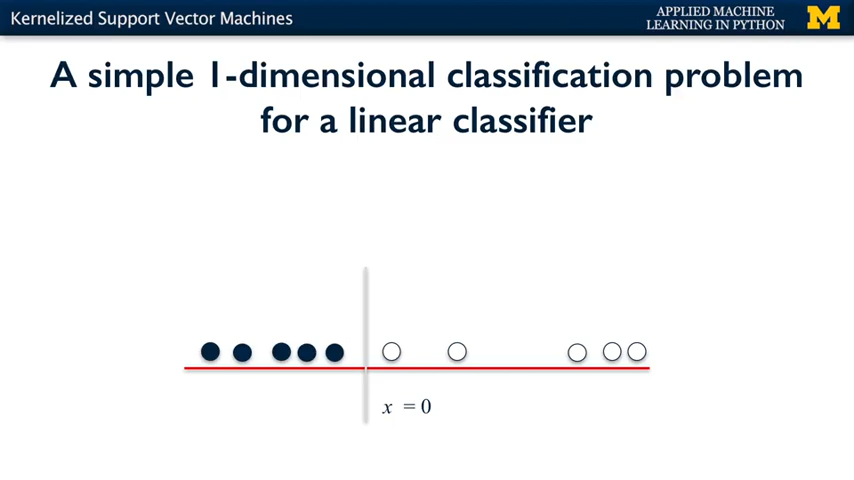 Kernelized Support Vector Machines
APPLIED MACHINE
LEARNING IN PYTHON
M
A simple 1-dimensional classification problem
for a linear classifier
x = 0